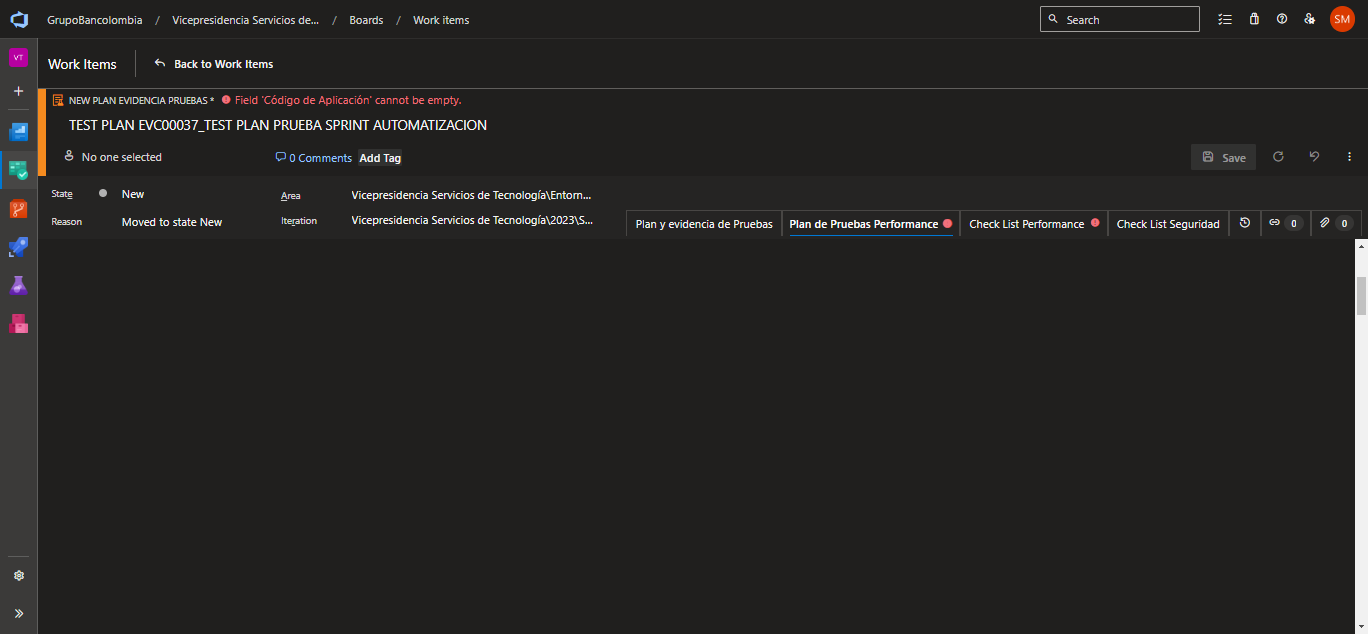 GrupoBancolombia / Vicepresidencia Servicios de... / Boards / Work items
Search
SM
VT
Work Items
Back to Work Items
NEW PLAN EVIDENCIA PRUEBAS * Field 'Código de Aplicación' cannot be empty.
TEST PLAN EVC00037_TEST PLAN PRUEBA SPRINT AUTOMATIZACION
No one selected
0 Comments
Add Tag
Save
State
New
Area
Vicepresidencia Servicios de Tecnología\Entorn...
Reason
Moved to state New
Iteration
Vicepresidencia Servicios de Tecnología\2023\S...
Plan y evidencia de Pruebas
Plan de Pruebas Performance
Check List Performance
Check List Seguridad
0
0